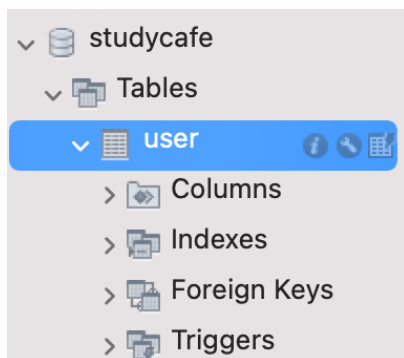 studycafe
Tables
user
Columns
Indexes
Foreign Keys
Triggers